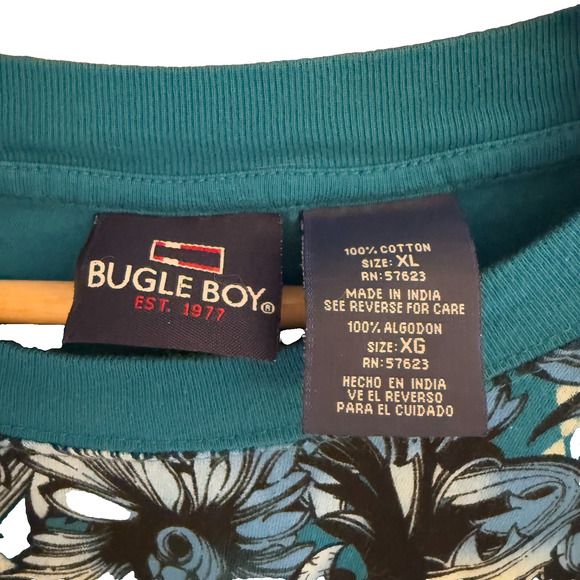 BUGLE BOY®
EST. 1977
100% COTTON
SIZE: XL
RN: 57623
MADE IN INDIA
SEE REVERSE FOR CARE
100% ALGODON
SIZE: XG
RN: 57623
HECHO EN INDIA
VE EL REVERSO
PARA EL CUIDADO